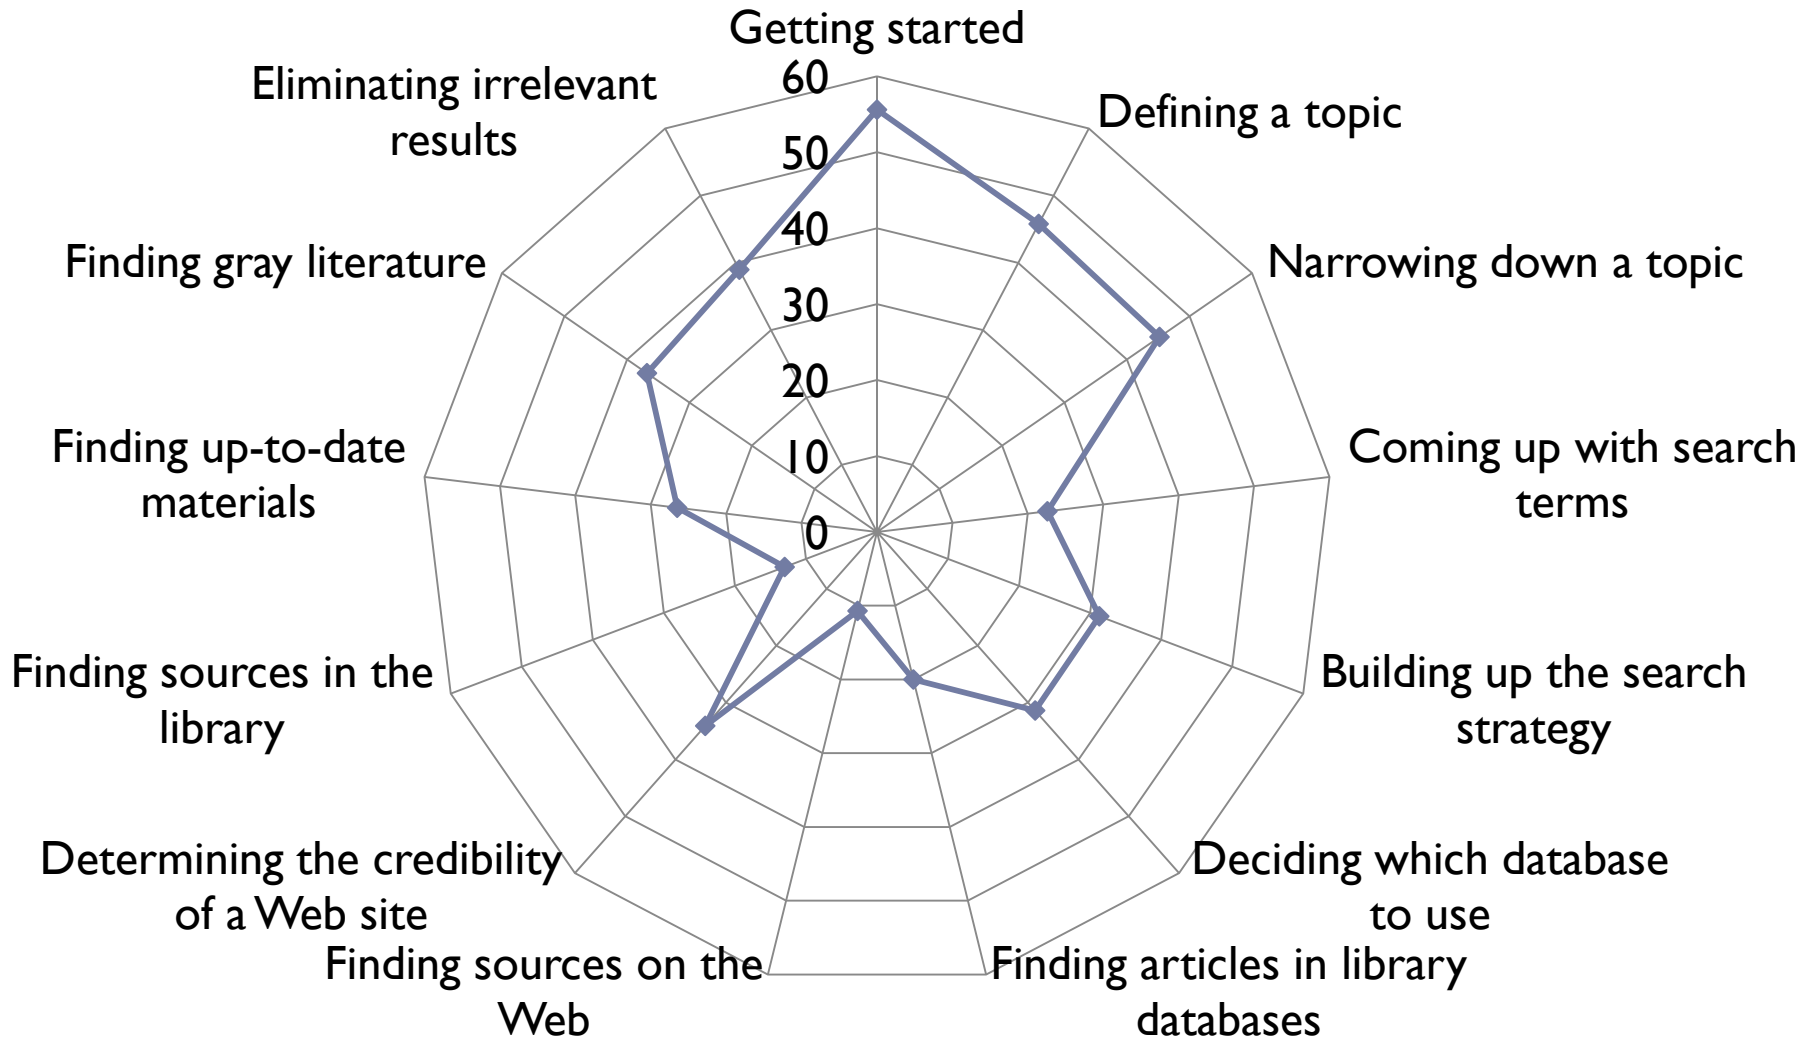 Getting started
Defining a topic
Narrowing down a topic
Coming up with search
terms
Building up the search
strategy
Deciding which database
to use
Finding articles in library
databases
Finding sources on the
Web
Determining the credibility
of a Web site
Finding sources in the
library
Finding up-to-date
materials
Finding gray literature
Eliminating irrelevant
results
60
50
40
30
20
10
0